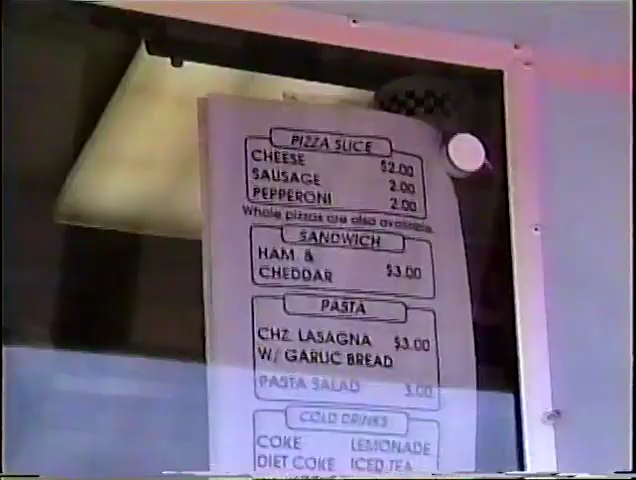 PIZZA SLICE
CHEESE $2.00
SAUSAGE 2.00
PEPPERONI 2.00
Whole pizzas are also available.
SANDWICH
HAM &
CHEDDAR $3.00
PASTA
CHZ. LASAGNA $3.00
W/ GARLIC BREAD
PASTA SALAD 3.00
COLD DRINKS
COKE LEMONADE
DIET COKE ICED TEA